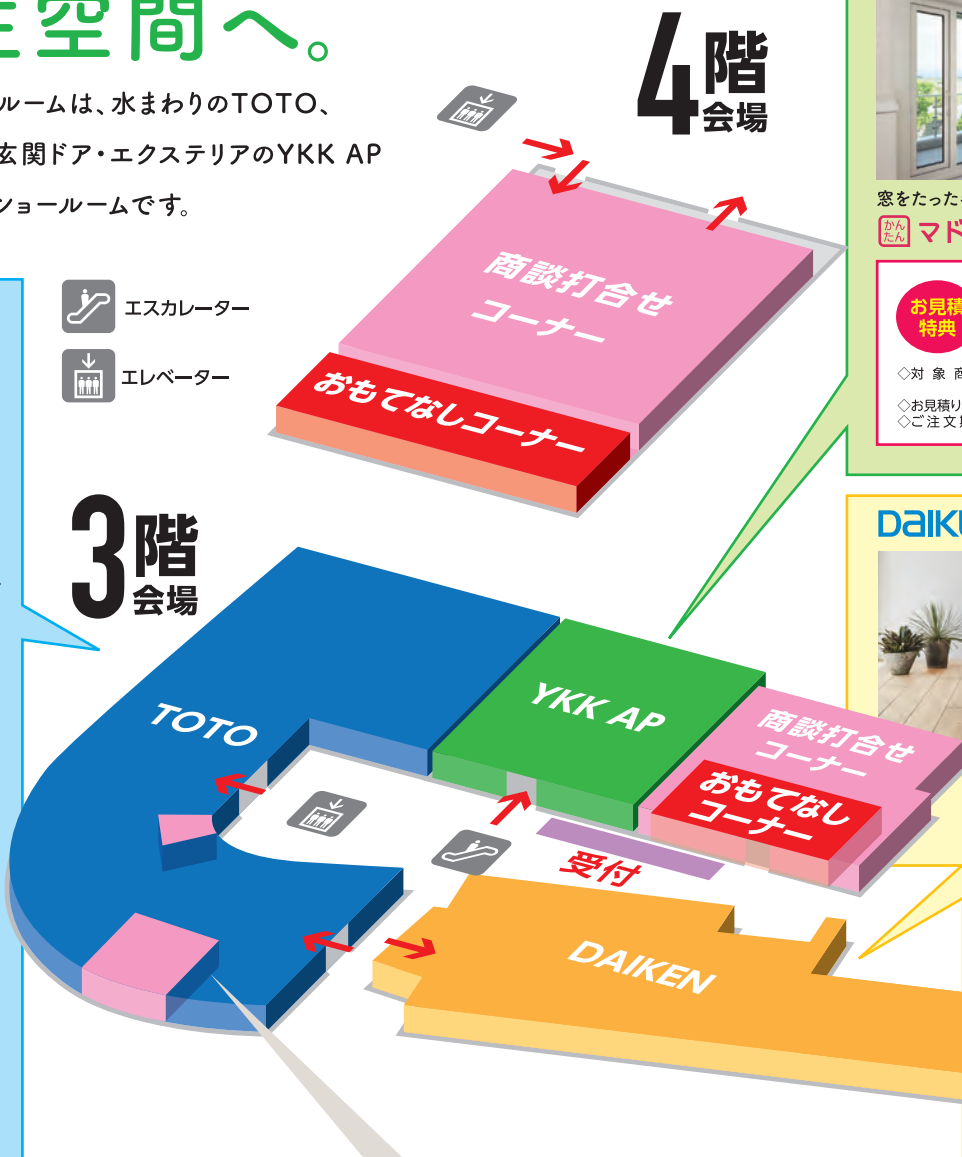 生空間へ。
ルームは、水まわりのTOTO、
玄関ドア・エクステリアのYKK AP
ショールームです。
エスカレーター
エレベーター
4階
会場
商談打合せ
コーナー
おもてなしコーナー
3階
会場
TOTO
YKK AP
商談打合せ
コーナー
おもてなし
コーナー
受付
DAIKEN
窓をたった
かん
たん
マド
お見積
特典
◇対象商
◇お見積り
◇ご注文
DAIK